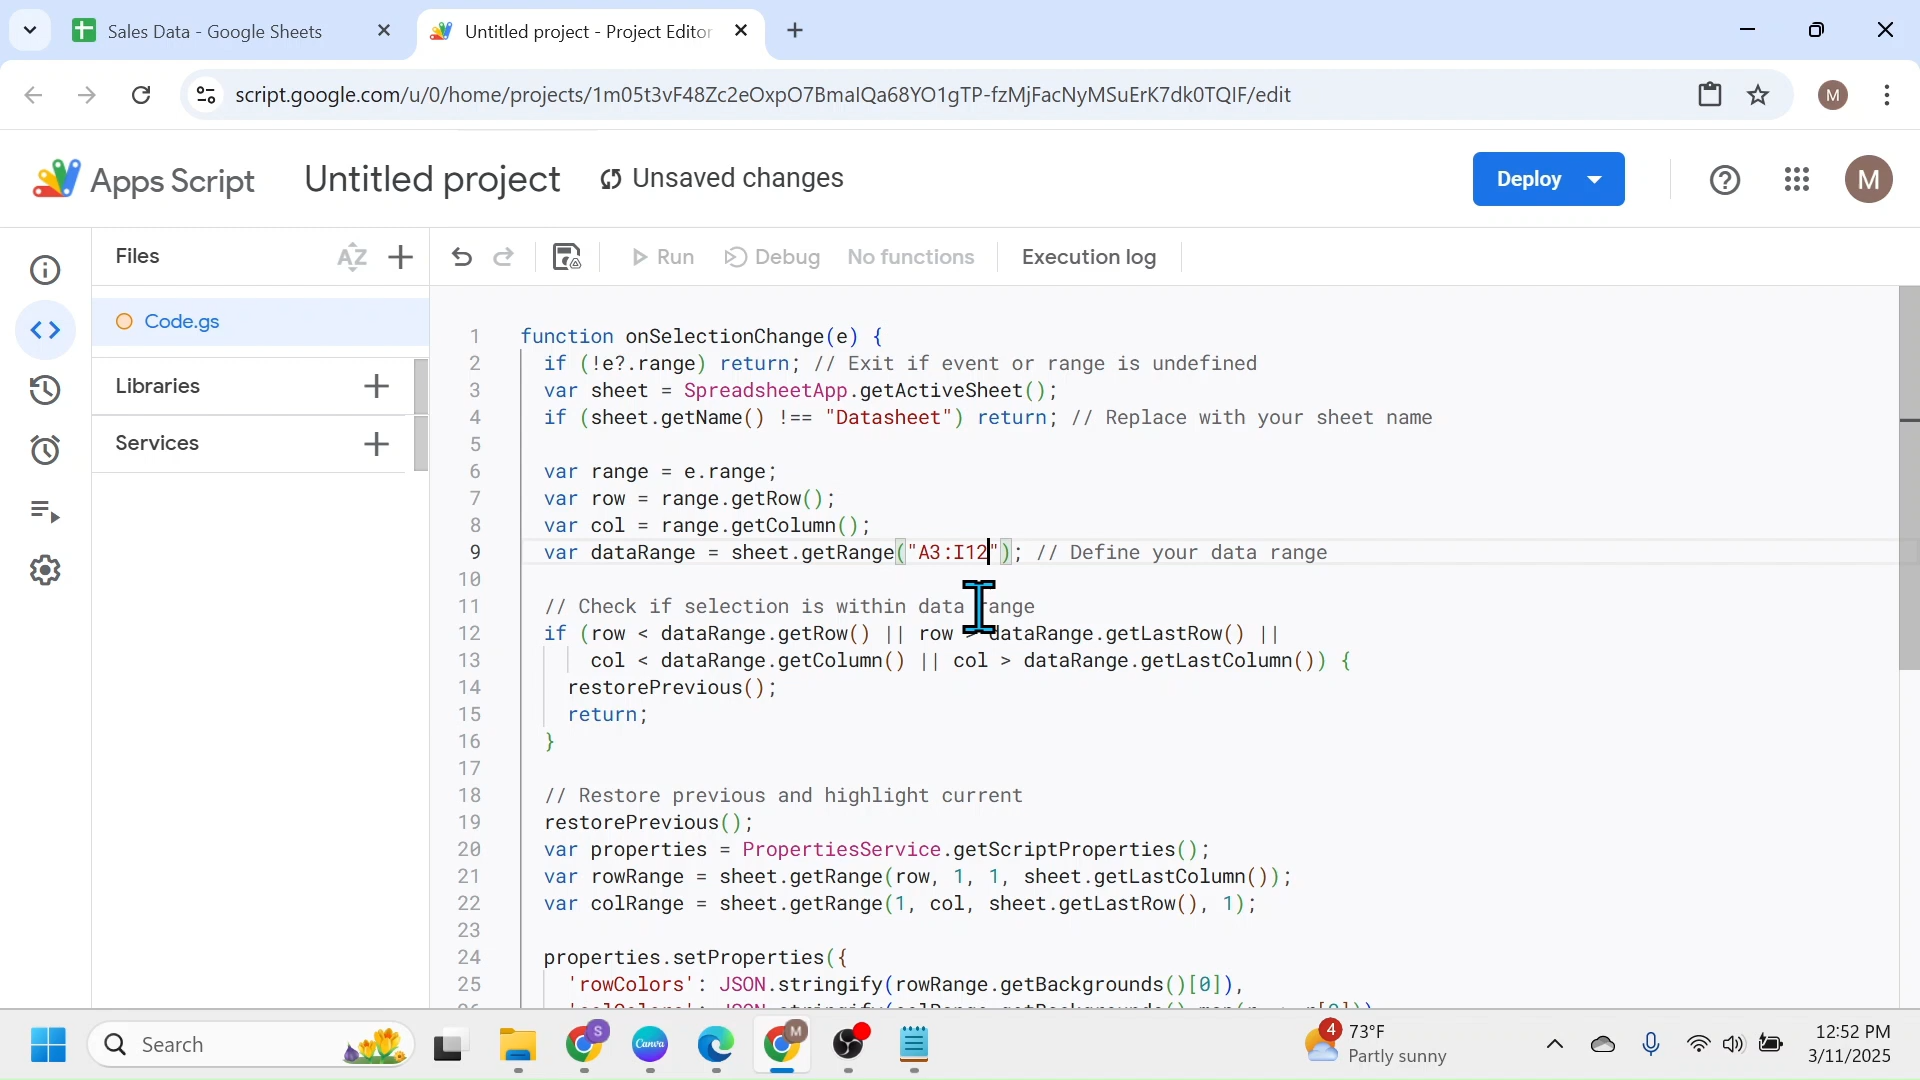 Sales Data - Google Sheets
Untitled project - Project Editor
script.google.com/u/0/home/projects/1m05t3vF48Zc2eOxpO7BmaIQa68YO1gTP-fzMjFacNyMSuErK7dk0TQIF/edit
M
Apps Script
Untitled project
Unsaved changes
Deploy
M
Files
AZ
Run
Debug
No functions
Execution log
Code.gs
Libraries
Services
1 function onSelectionChange(e) {
2 if (!e?.range) return; // Exit if event or range is undefined
3 var sheet = SpreadsheetApp.getActiveSheet();
4 if (sheet.getName() !== "Datasheet") return; // Replace with your sheet name
5
6 var range = e.range;
7 var row = range.getRow();
8 var col = range.getColumn();
9 var dataRange = sheet.getRange("A3:I12"); // Define your data range
10
11 // Check if selection is within data range
12 if (row < dataRange.getRow() || row > dataRange.getLastRow() ||
13 col < dataRange.getColumn() || col > dataRange.getLastColumn()) {
14 restorePrevious();
15 return;
16 }
17
18 // Restore previous and highlight current
19 restorePrevious();
20 var properties = PropertiesService.getScriptProperties();
21 var rowRange = sheet.getRange(row, 1, 1, sheet.getLastColumn());
22 var colRange = sheet.getRange(1, col, sheet.getLastRow(), 1);
23
24 properties.setProperties({
25 'rowColors': JSON.stringify(rowRange.getBackgrounds()[0]),
Search
S
Canva
M
4
73°F
Partly sunny
12:52 PM
3/11/2025